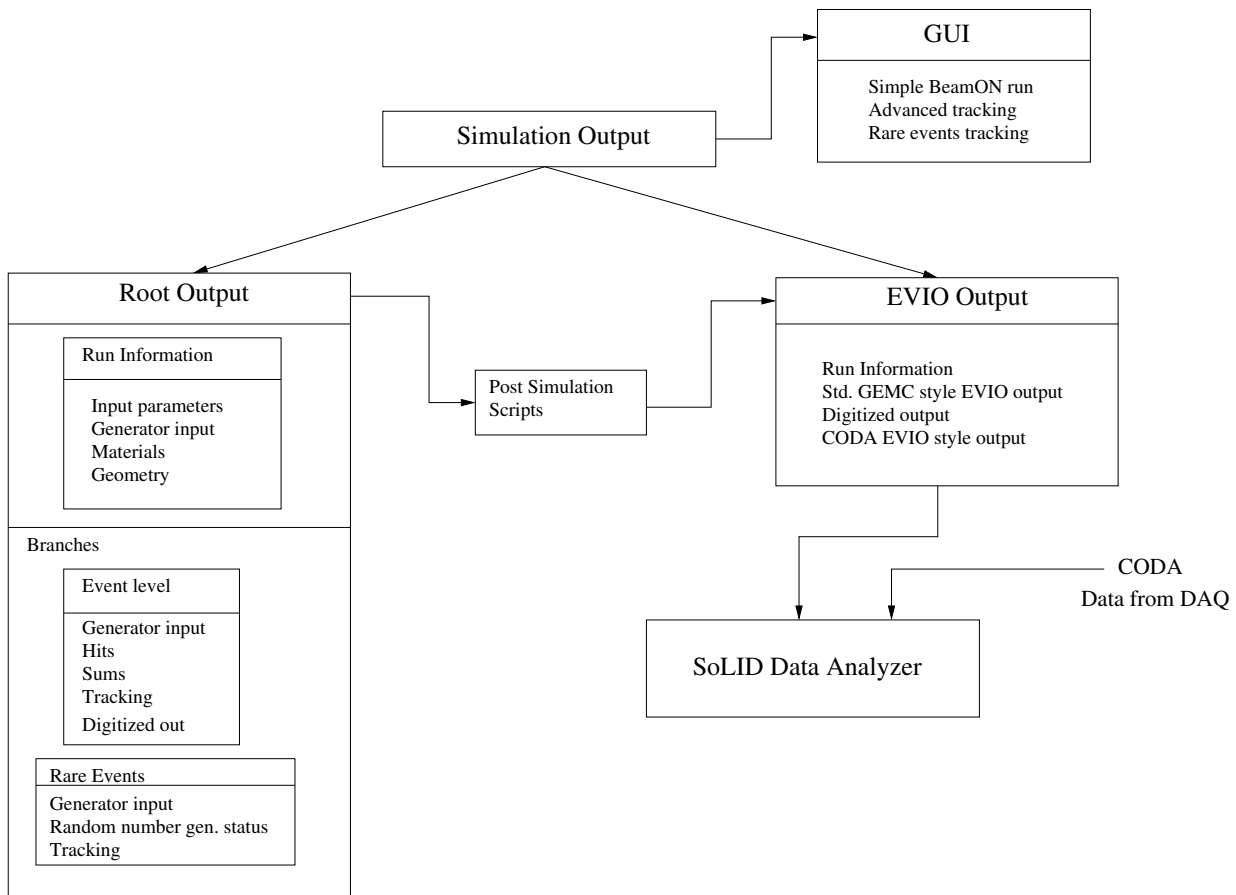 GUI
Simple BeamON run
Advanced tracking
Rare events tracking
Simulation Output
Root Output
Run Information
Input parameters
Generator input
Materials
Geometry
Branches
Event level
Generator input
Hits
Sums
Tracking
Digitized out
Rare Events
Generator input
Random number gen. status
Tracking
Post Simulation
Scripts
EVIO Output
Run Information
Std. GEMC style EVIO output
Digitized output
CODA EVIO style output
CODA
Data from DAQ
SoLID Data Analyzer